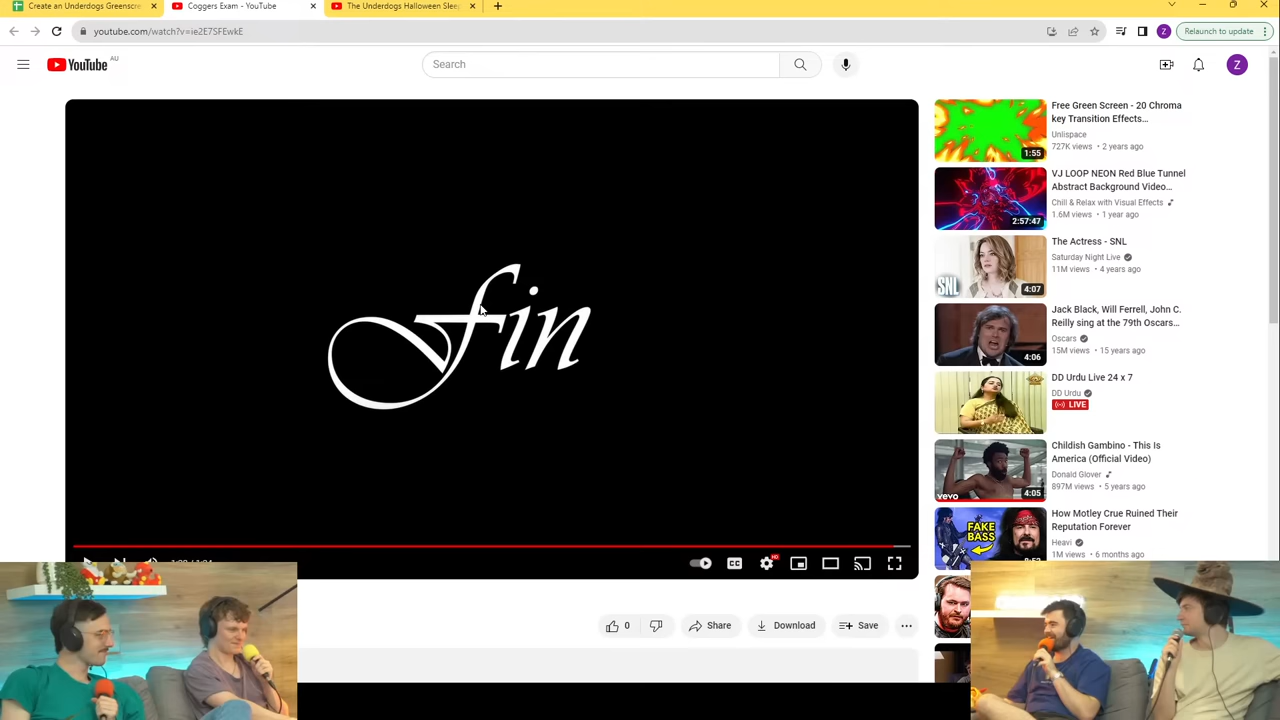 Create an Underdogs Greenscre
Coggers Exam - YouTube
The Underdogs Halloween Slee
youtube.com/watch?v=ie2E7SFEwkE
Z
Relaunch to update
YouTube AU
Search
Z
Fin
HD
0
Share
Download
Save
1:55
Free Green Screen - 20 Chroma
key Transition Effects...
Unlispace
727K views • 2 years ago
2:57:47
VJ LOOP NEON Red Blue Tunnel
Abstract Background Video...
Chill & Relax with Visual Effects
1.6M views • 1 year ago
SNL
4:07
The Actress - SNL
Saturday Night Live
11M views • 4 years ago
4:06
Jack Black, Will Ferrell, John C.
Reilly sing at the 79th Oscars...
Oscars
15M views • 15 years ago
DD Urdu Live 24 x 7
DD Urdu
LIVE
vevo
4:05
Childish Gambino - This Is
America (Official Video)
Donald Glover
897M views • 5 years ago
FAKE
BASS
How Motley Crue Ruined Their
Reputation Forever
Heavi
1M views • 6 months ago